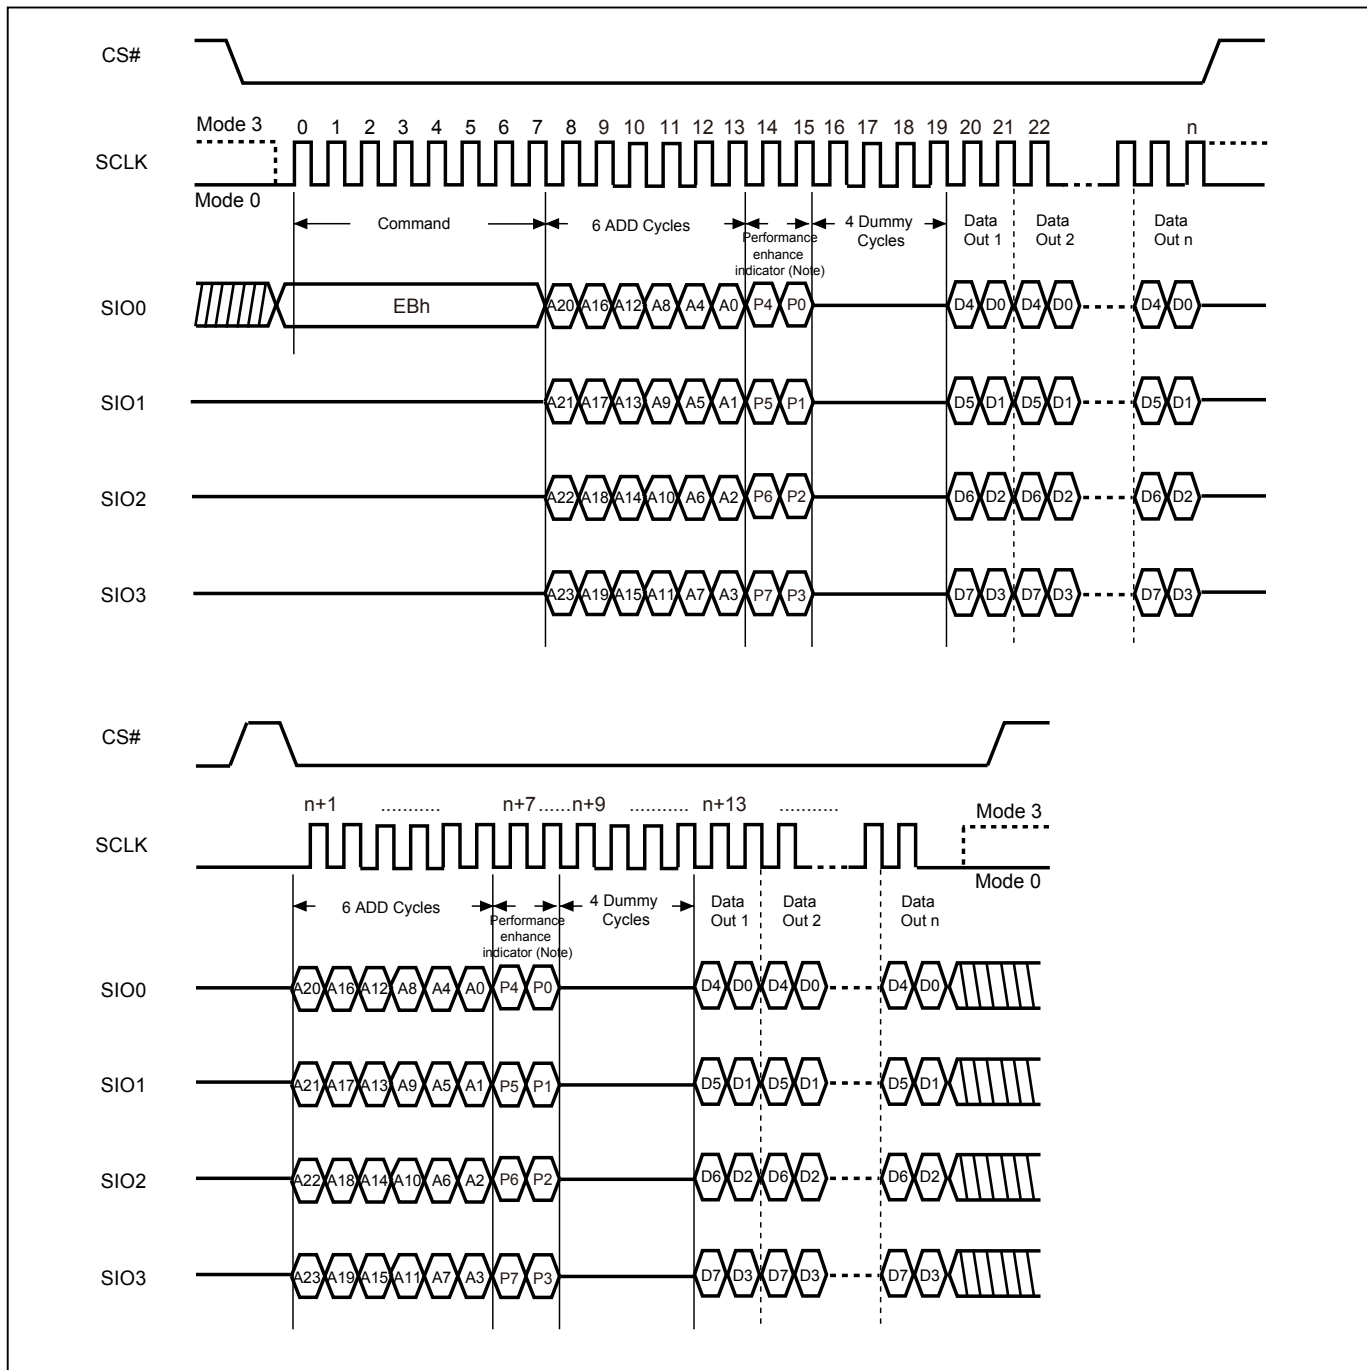 CS#
Mode 3
0 1 2 3 4 5 6 7 8 9 10 11 12 13 14 15 16 17 18 19 20 21 22 n
SCLK
Mode 0
Command
6 ADD Cycles
Performance
enhance
indicator (Note)
4 Dummy
Cycles
Data
Out 1
Data
Out 2
Data
Out n
SIO0 EBh A20 A16 A12 A8 A4 A0 P4 P0 D4 D0 D4 D0 D4 D0
SIO1 A21 A17 A13 A9 A5 A1 P5 P1 D5 D1 D5 D1 D5 D1
SIO2 A22 A18 A14 A10 A6 A2 P6 P2 D6 D2 D6 D2 D6 D2
SIO3 A23 A19 A15 A11 A7 A3 P7 P3 D7 D3 D7 D3 D7 D3
CS#
n+1 ........... n+7 ......n+9 ........... n+13 ...........
Mode 3
SCLK
Mode 0
6 ADD Cycles
Performance
enhance
indicator (Note)
4 Dummy
Cycles
Data
Out 1
Data
Out 2
Data
Out n
SIO0 A20 A16 A12 A8 A4 A0 P4 P0 D4 D0 D4 D0 D4 D0
SIO1 A21 A17 A13 A9 A5 A1 P5 P1 D5 D1 D5 D1 D5 D1
SIO2 A22 A18 A14 A10 A6 A2 P6 P2 D6 D2 D6 D2 D6 D2
SIO3 A23 A19 A15 A11 A7 A3 P7 P3 D7 D3 D7 D3 D7 D3